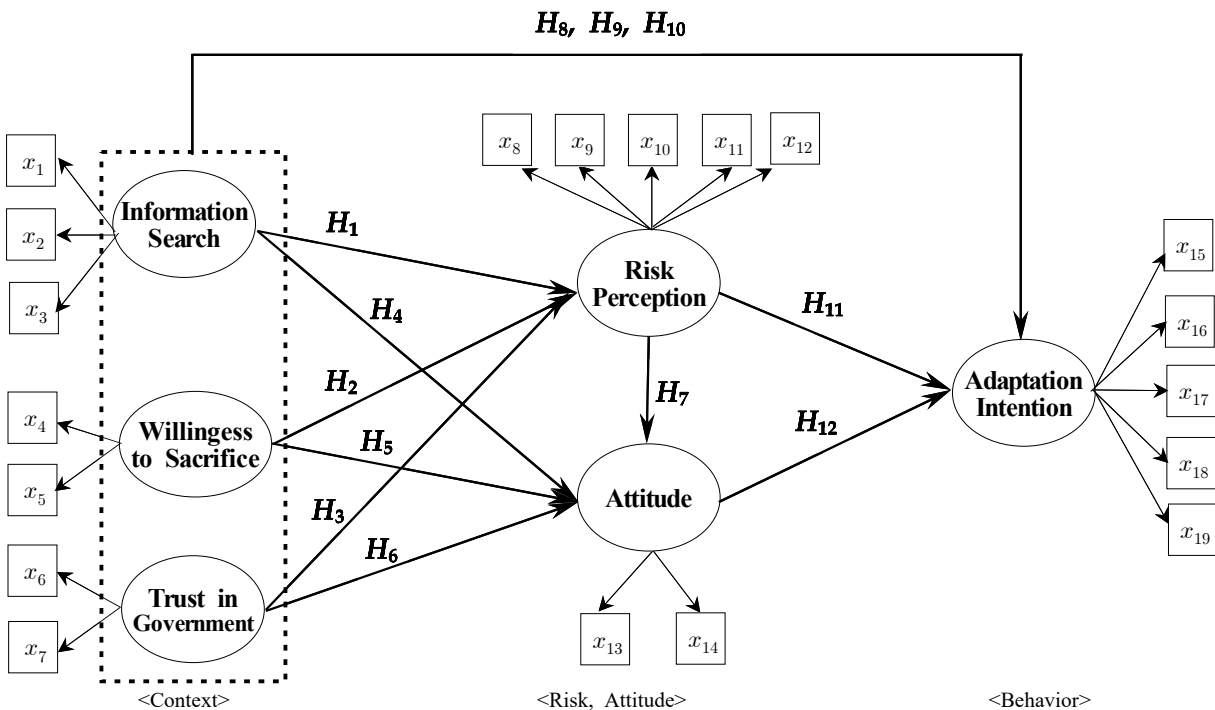 H8, H9, H10
x1
x2
x3
Information
Search
H1
H4
x8
x9
x10
x11
x12
Risk
Perception
H11
x15
x16
x17
x18
x19
Adaptation
Intention
x4
x5
Willingess
to Sacrifice
H2
H5
H7
H12
Attitude
H3
H6
x6
x7
Trust in
Government
x13
x14
<Context>
<Risk, Attitude>
<Behavior>